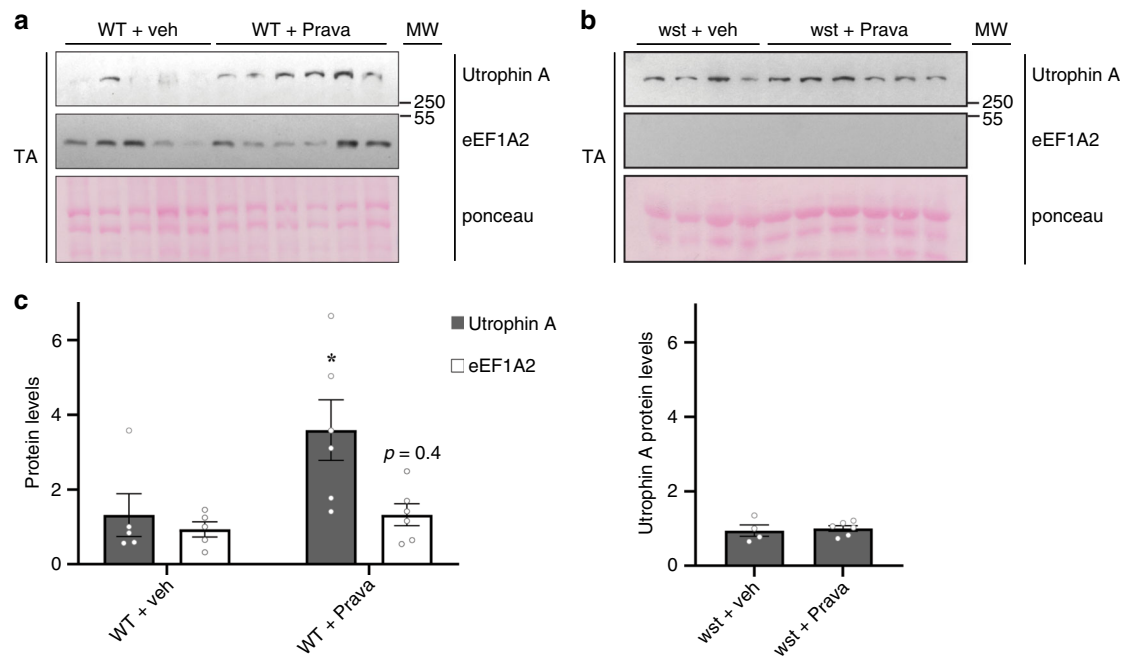 a
WT + veh
WT + Prava
MW
Utrophin A
250
55
eEF1A2
TA
ponceau
b
wst + veh
wst + Prava
MW
Utrophin A
250
55
eEF1A2
TA
ponceau
c
Protein levels
6
4
2
0
*
p = 0.4
Utrophin A
eEF1A2
WT + veh
WT + Prava
Utrophin A protein levels
6
4
2
0
wst + veh
wst + Prava